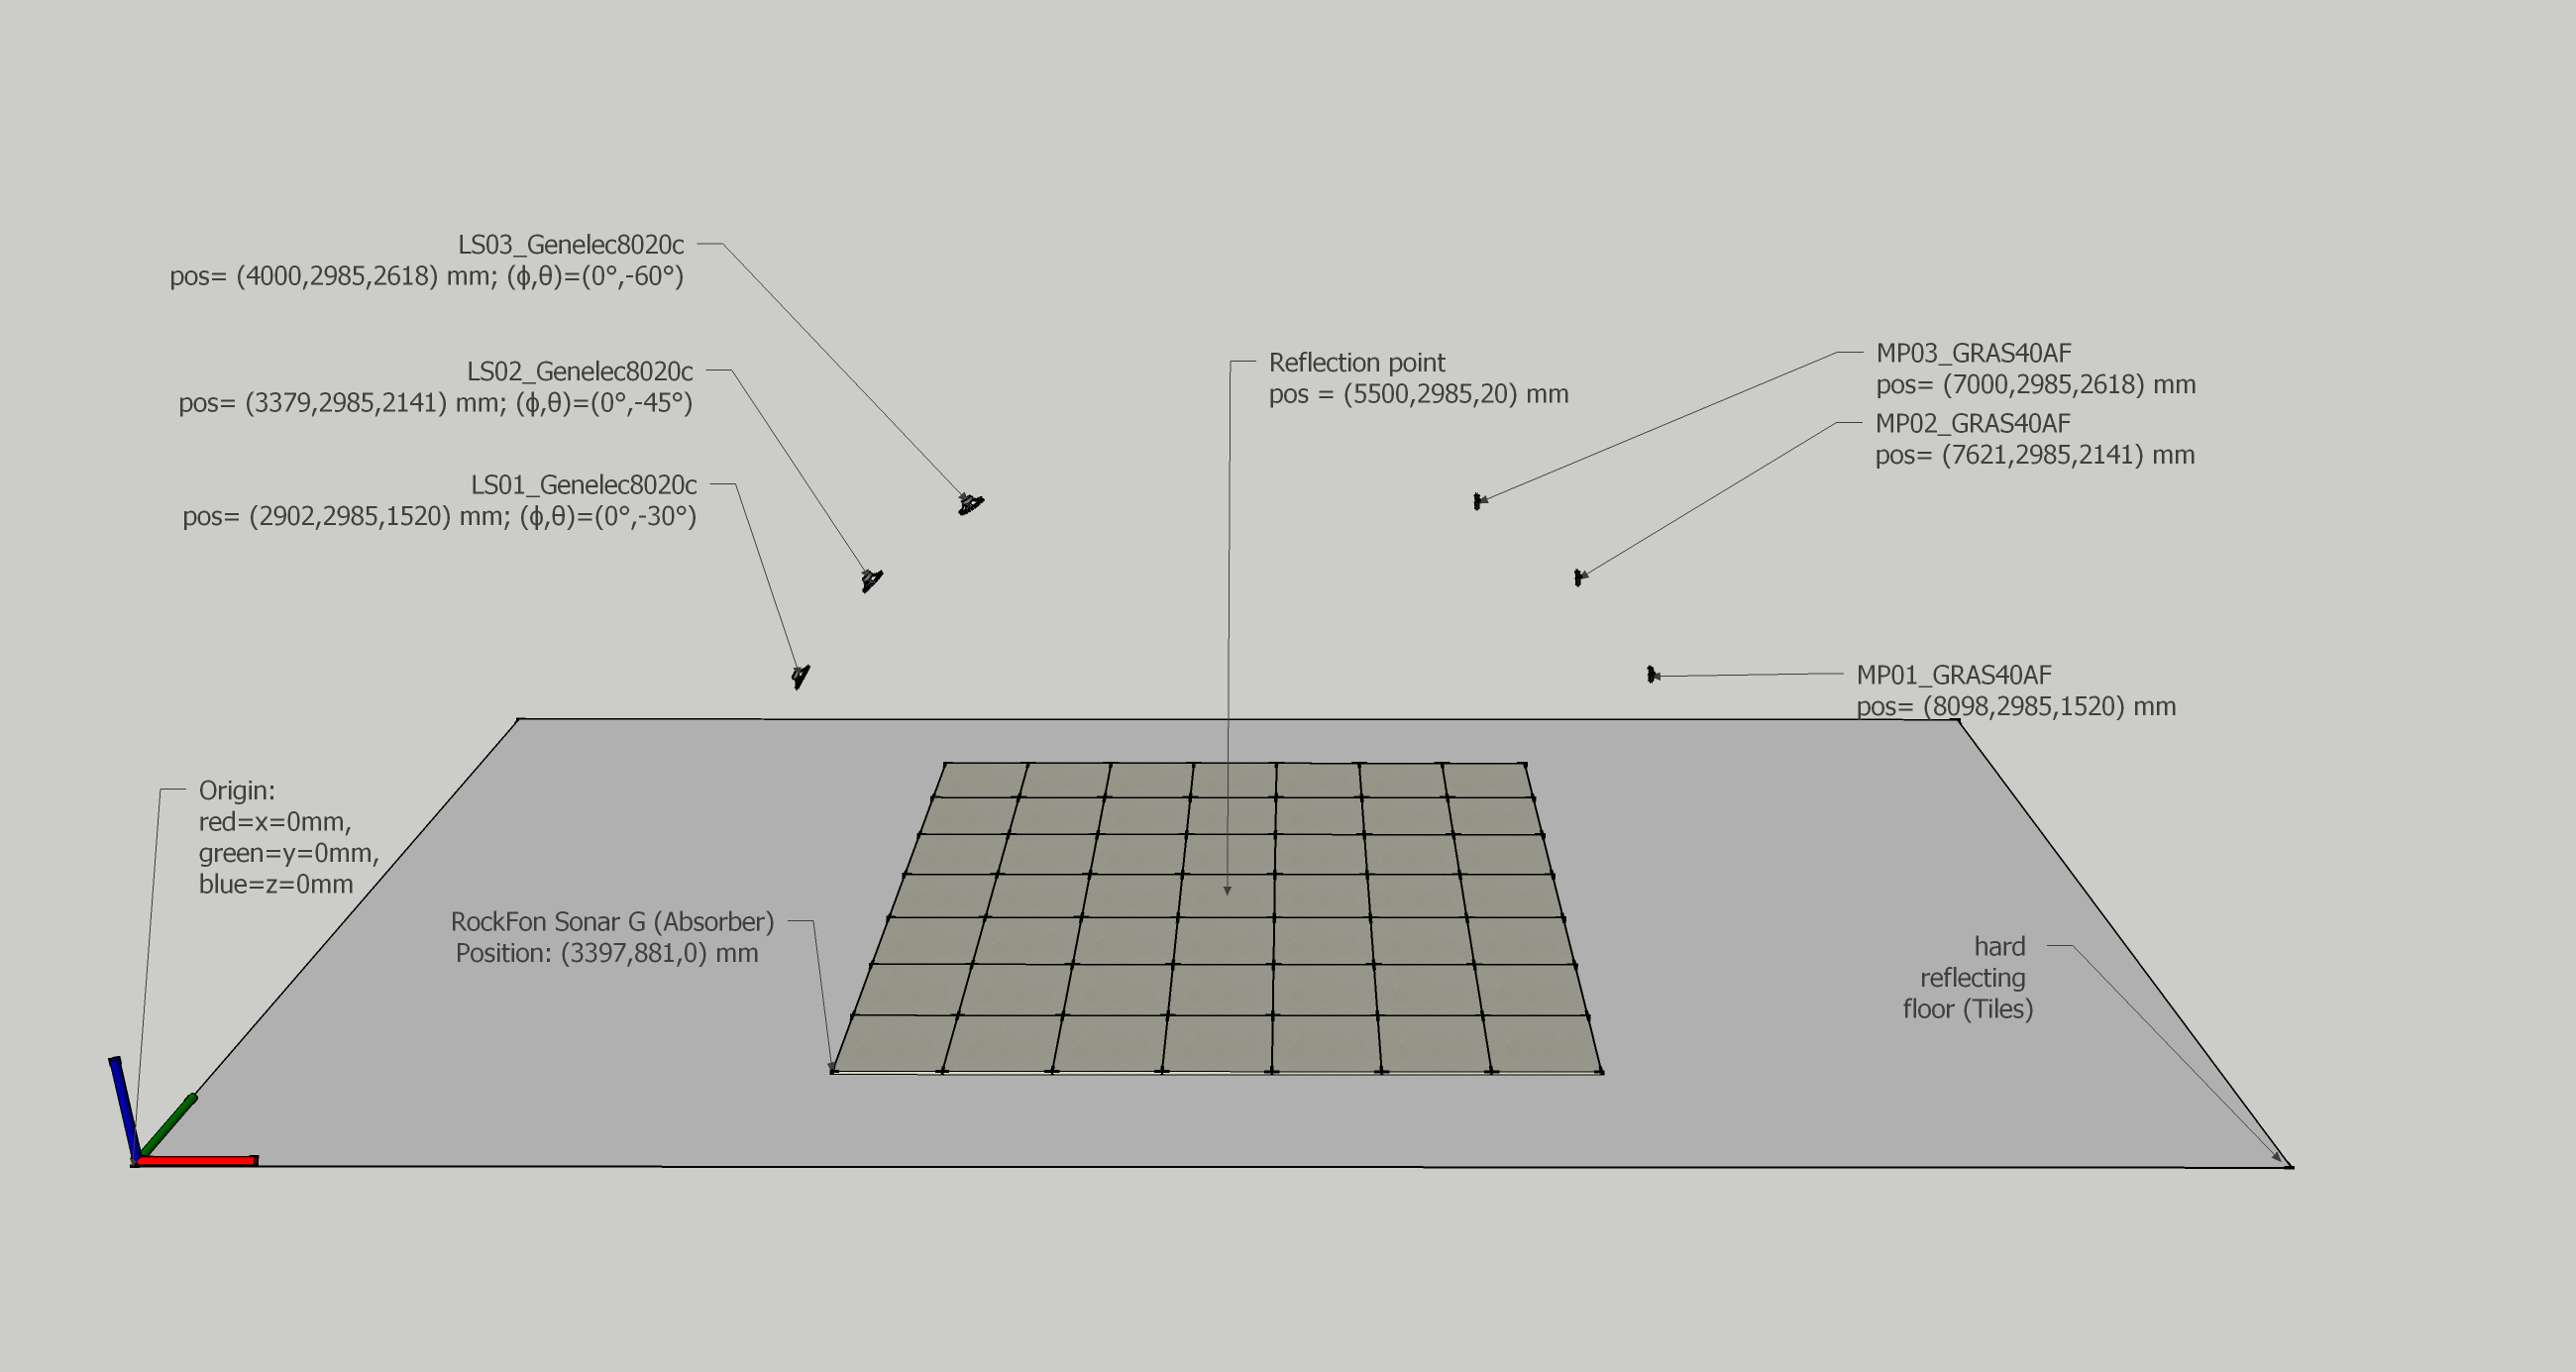 LS03_Genelec8020c
pos= (4000,2985,2618) mm; (ϕ,θ)=(0°,-60°)
LS02_Genelec8020c
pos= (3379,2985,2141) mm; (ϕ,θ)=(0°,-45°)
LS01_Genelec8020c
pos= (2902,2985,1520) mm; (ϕ,θ)=(0°,-30°)
Reflection point
pos = (5500,2985,20) mm
MP03_GRAS40AF
pos= (7000,2985,2618) mm
MP02_GRAS40AF
pos= (7621,2985,2141) mm
MP01_GRAS40AF
pos= (8098,2985,1520) mm
Origin:
red=x=0mm,
green=y=0mm,
blue=z=0mm
RockFon Sonar G (Absorber)
Position: (3397,881,0) mm
hard
reflecting
floor (Tiles)